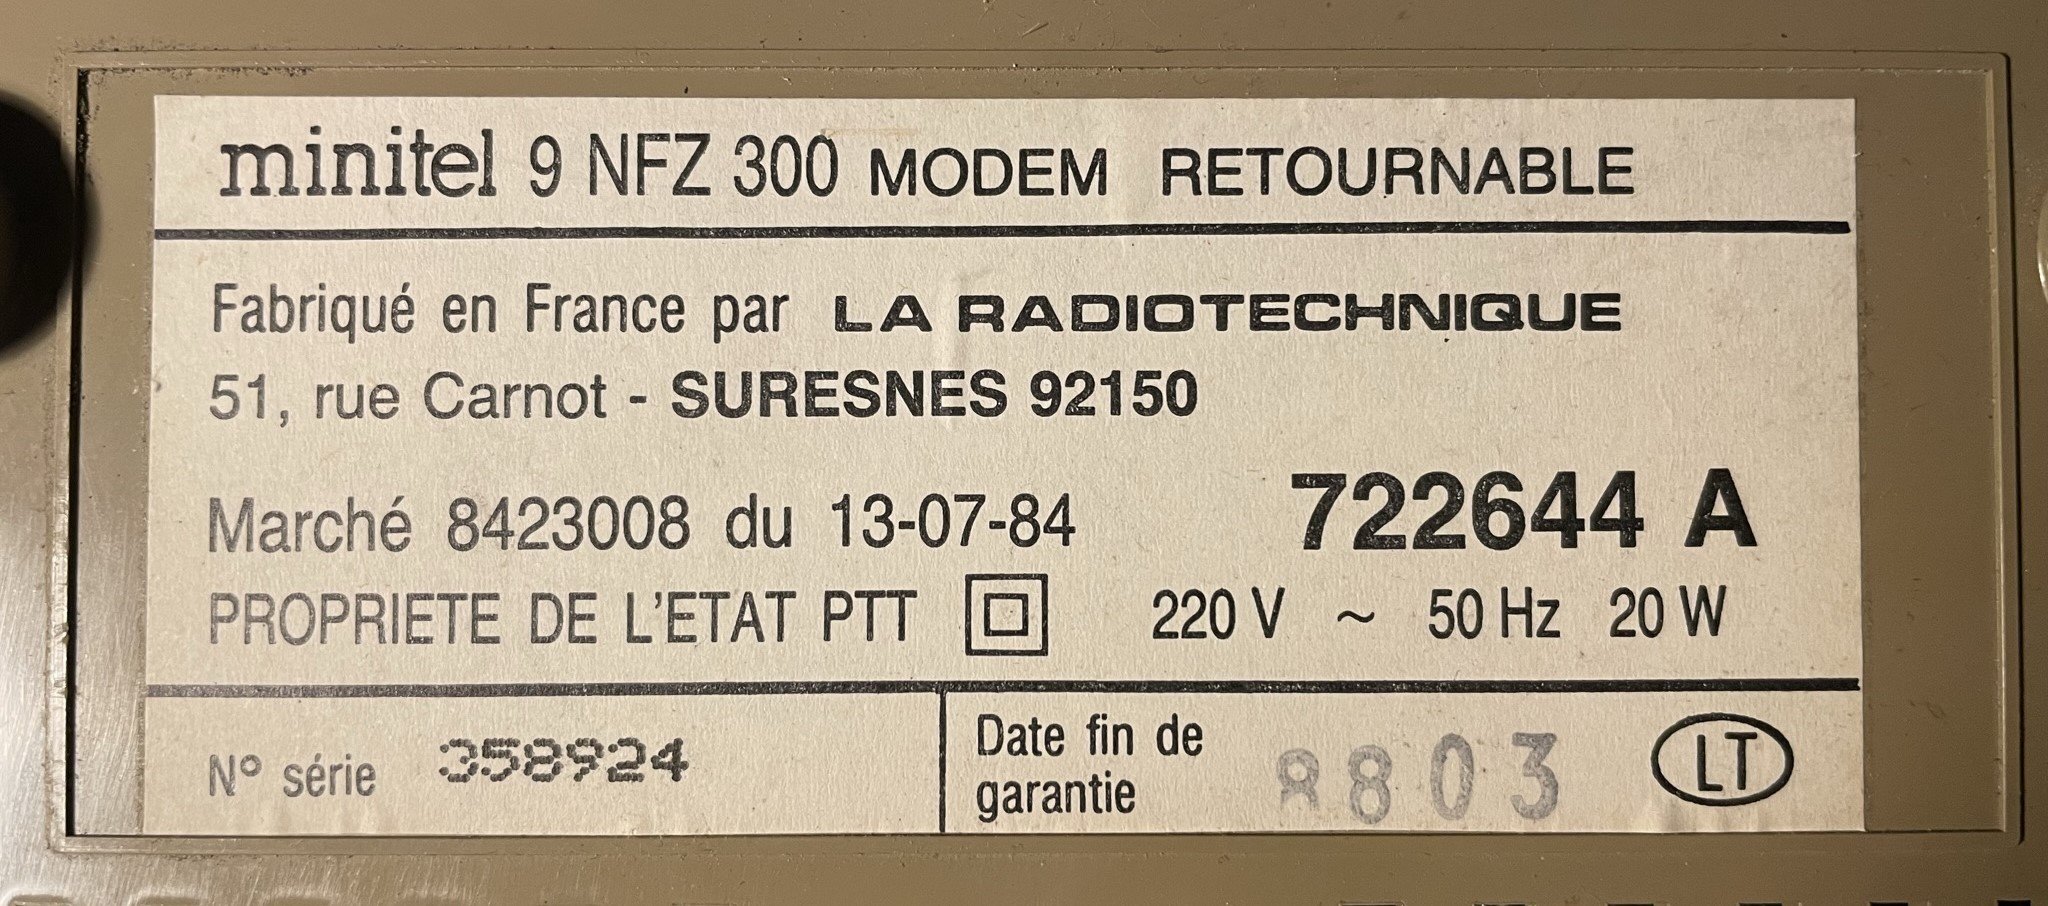 minitel 9 NFZ 300 MODEM RETOURNABLE
Fabriqué en France par LA RADIOTECHNIQUE
51, rue Carnot - SURESNES 92150
Marché 8423008 du 13-07-84
722644 A
PROPRIETE DE L'ETAT PTT
220 V ~ 50 Hz 20 W
N° série 358924
Date fin de
garantie
8803
LT